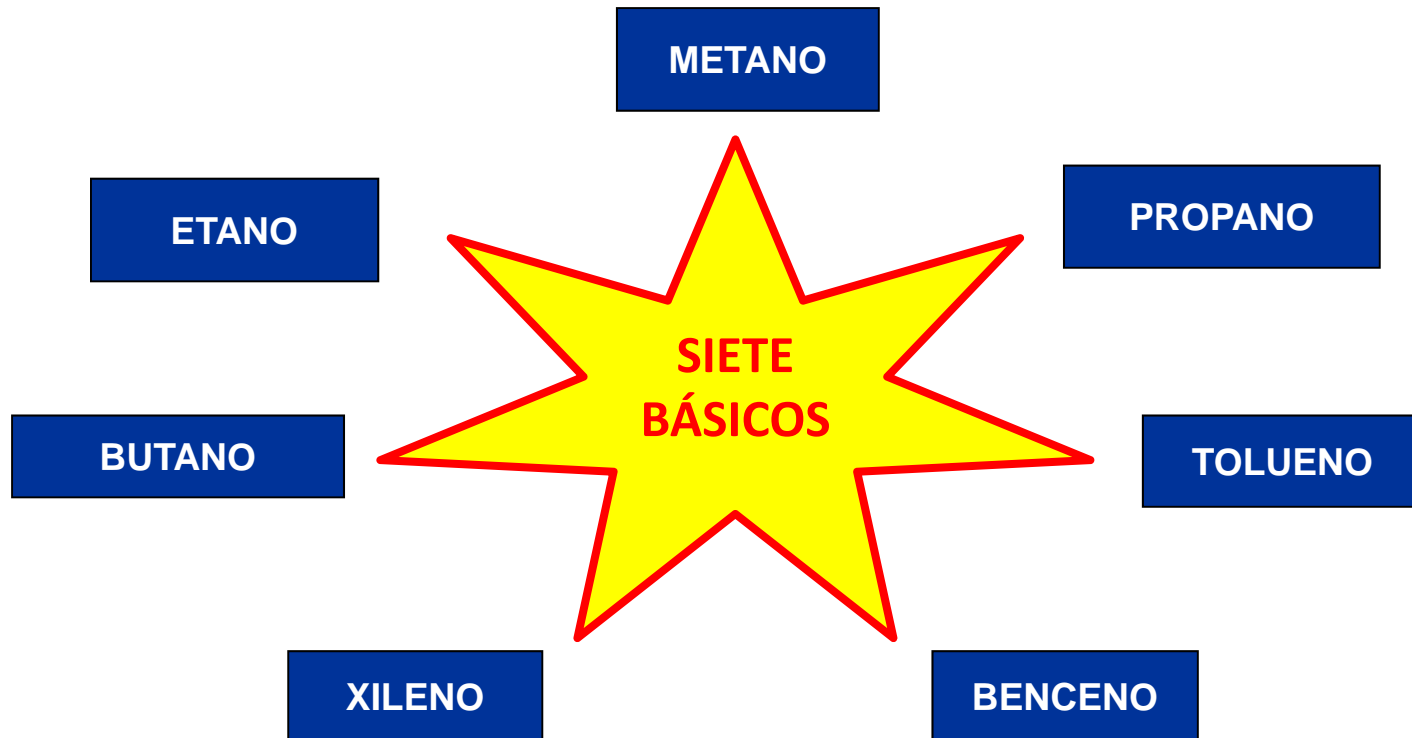 METANO
PROPANO
ETANO
SIETE
BÁSICOS
BUTANO
TOLUENO
XILENO
BENCENO